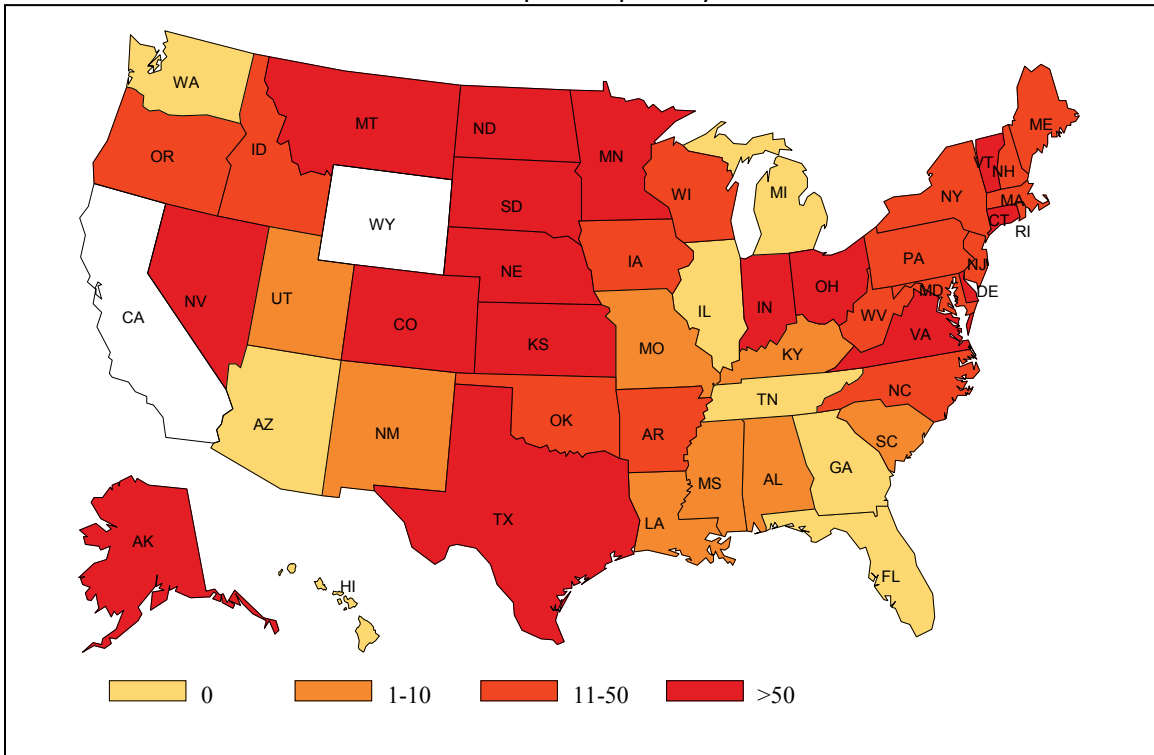 WA
MT
ND
MN
ME
OR
ID
WI
MI
VT
NH
NY
MA
CT
RI
SD
WY
IA
PA
NJ
NE
OH
MD
DE
NV
UT
CO
IL
IN
WV
VA
CA
KS
MO
KY
AZ
NM
OK
AR
TN
NC
SC
MS
AL
GA
TX
LA
AK
HI
FL
0 1-10 11-50 >50